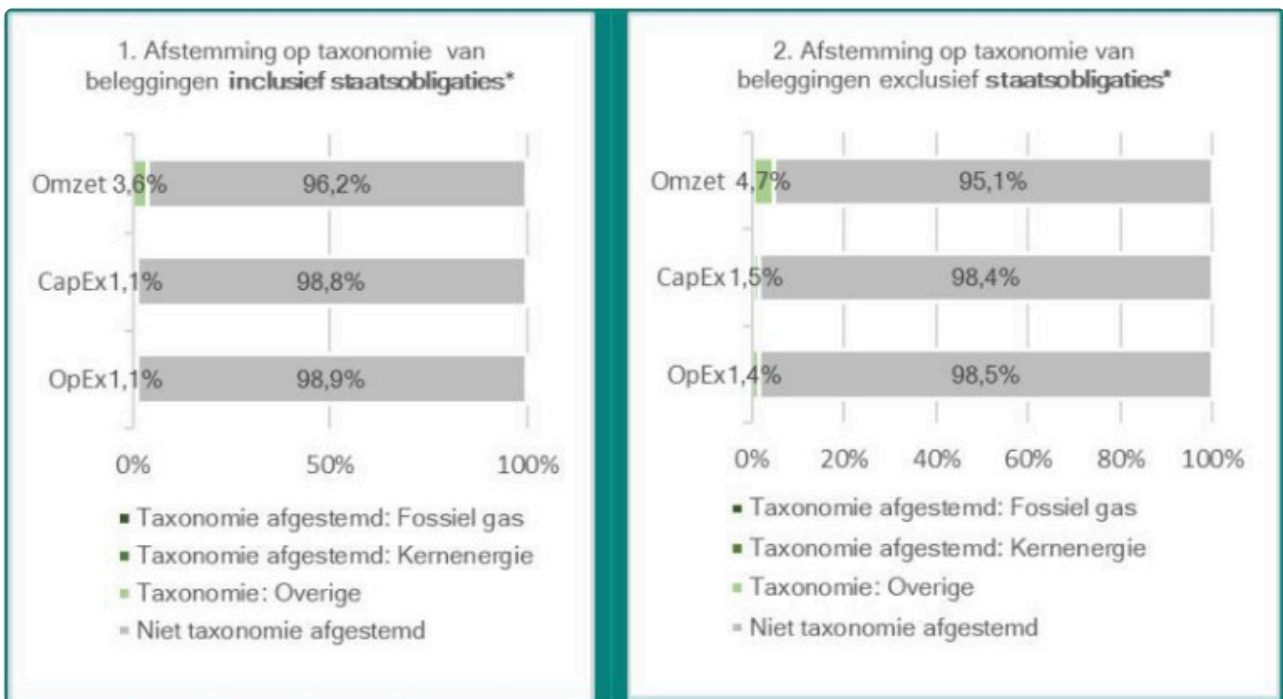 1. Afstemming op taxonomie van
beleggingen inclusief staatsobligaties*
Omzet 3,6% 96,2%
CapEx 1,1% 98,8%
OpEx 1,1% 98,9%
0% 50% 100%
Taxonomie afgestemd: Fossiel gas
Taxonomie afgestemd: Kernenergie
Taxonomie: Overige
Niet taxonomie afgestemd
2. Afstemming op taxonomie van
beleggingen exclusief staatsobligaties*
Omzet 4,7% 95,1%
CapEx 1,5% 98,4%
OpEx 1,4% 98,5%
0% 20% 40% 60% 80% 100%
Taxonomie afgestemd: Fossiel gas
Taxonomie afgestemd: Kernenergie
Taxonomie: Overige
Niet taxonomie afgestemd